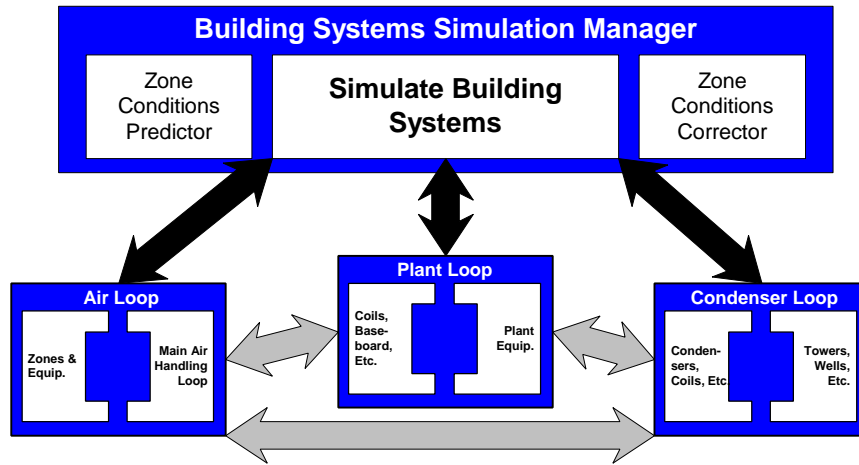 Building Systems Simulation Manager
Zone
Conditions
Predictor
Simulate Building
Systems
Zone
Conditions
Corrector
Air Loop
Zones &
Equip.
Main Air
Handling
Loop
Plant Loop
Coils,
Base-
board,
Etc.
Plant
Equip.
Condenser Loop
Conden-
sers,
Coils, Etc.
Towers,
Wells,
Etc.